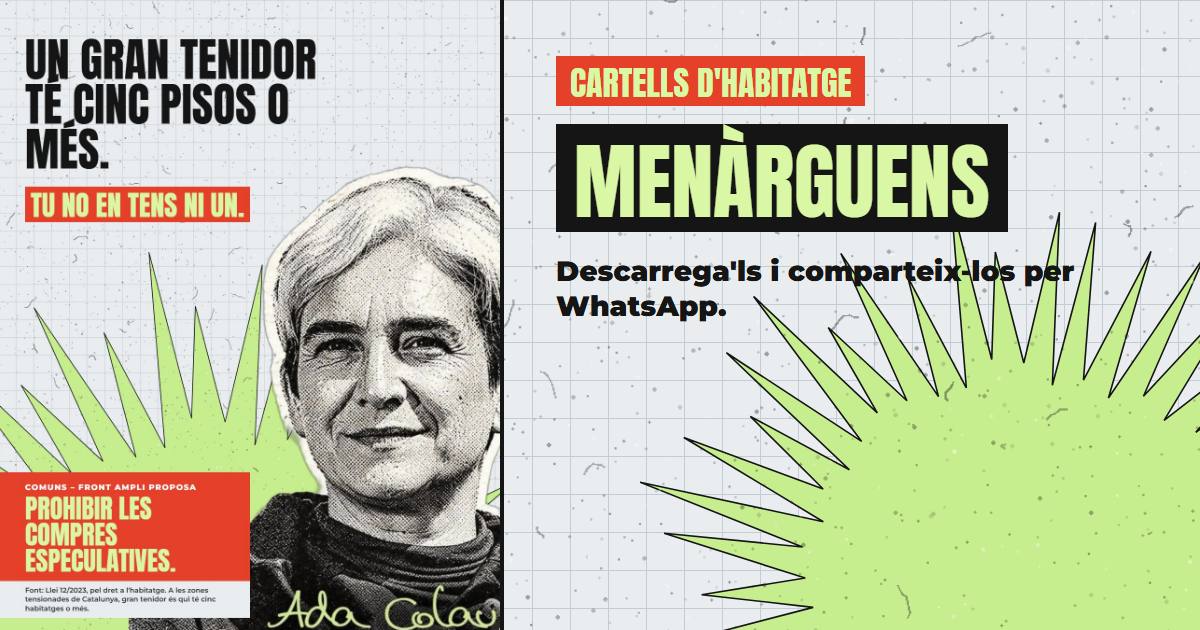 UN GRAN TENIDOR
TÉ CINC PISOS O
MÉS.
TU NO EN TENS NI UN.
COMUNS – FRONT AMPLI PROPOSA
PROHIBIR LES
COMPRES
ESPECULATIVES.
Font: Llei 12/2023, pel dret a l'habitatge. A les zones
tensionades de Catalunya, gran tenidor és qui té cinc
habitatges o més.
Ada Colau
CARTELLS D'HABITATGE
MENÀRGUENS
Descarrega'ls i comparteix-los per
WhatsApp.